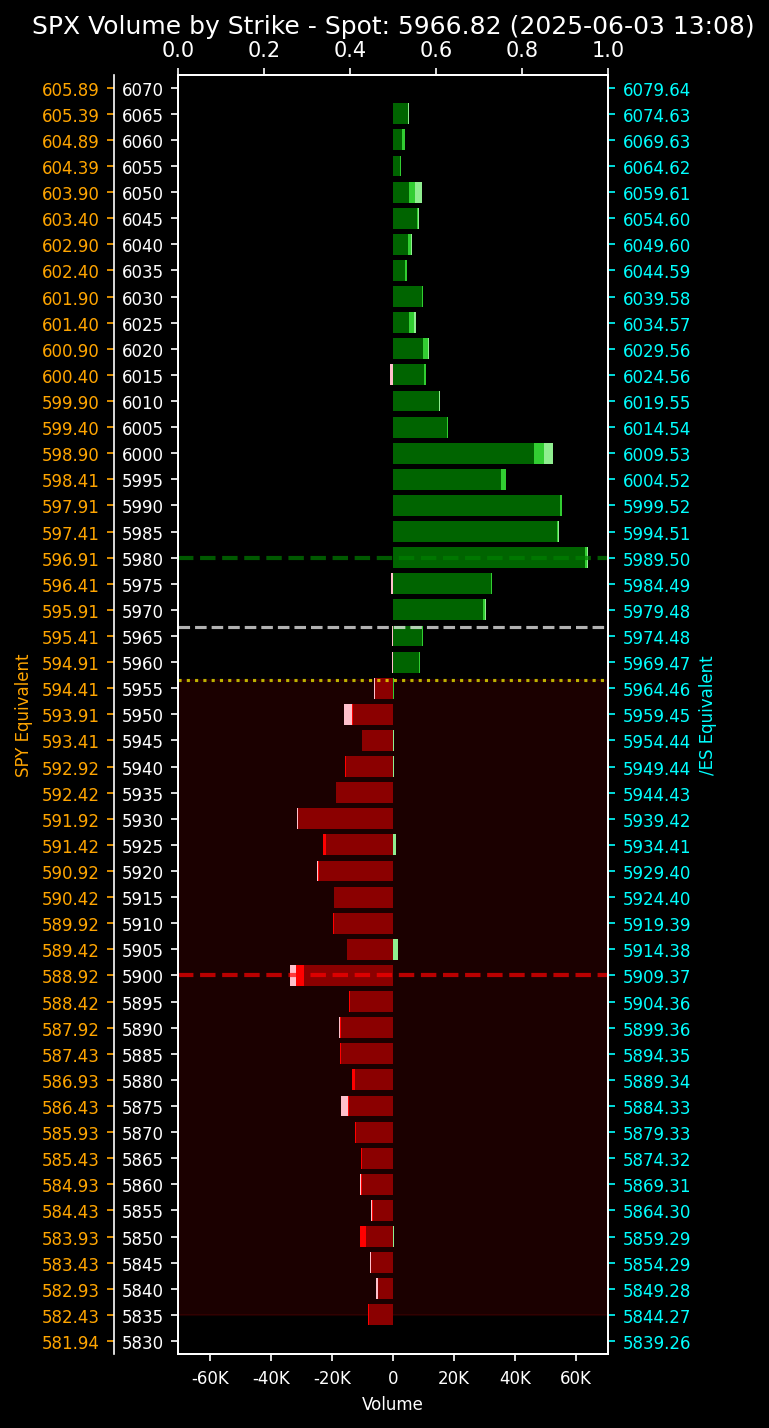 SPX Volume by Strike - Spot: 5966.82 (2025-06-03 13:08)
0.0 0.2 0.4 0.6 0.8 1.0
605.89 6070 6079.64
605.39 6065 6074.63
604.89 6060 6069.63
604.39 6055 6064.62
603.90 6050 6059.61
603.40 6045 6054.60
602.90 6040 6049.60
602.40 6035 6044.59
601.90 6030 6039.58
601.40 6025 6034.57
600.90 6020 6029.56
600.40 6015 6024.56
599.90 6010 6019.55
599.40 6005 6014.54
598.90 6000 6009.53
598.41 5995 6004.52
597.91 5990 5999.52
597.41 5985 5994.51
596.91 5980 5989.50
596.41 5975 5984.49
595.91 5970 5979.48
595.41 5965 5974.48
594.91 5960 5969.47
594.41 5955 5964.46
593.91 5950 5959.45
593.41 5945 5954.44
592.92 5940 5949.44
592.42 5935 5944.43
591.92 5930 5939.42
591.42 5925 5934.41
590.92 5920 5929.40
590.42 5915 5924.40
589.92 5910 5919.39
589.42 5905 5914.38
588.92 5900 5909.37
588.42 5895 5904.36
587.92 5890 5899.36
587.43 5885 5894.35
586.93 5880 5889.34
586.43 5875 5884.33
585.93 5870 5879.33
585.43 5865 5874.32
584.93 5860 5869.31
584.43 5855 5864.30
583.93 5850 5859.29
583.43 5845 5854.29
582.93 5840 5849.28
582.43 5835 5844.27
581.94 5830 5839.26
SPY Equivalent
/ES Equivalent
-60K -40K -20K 0 20K 40K 60K
Volume